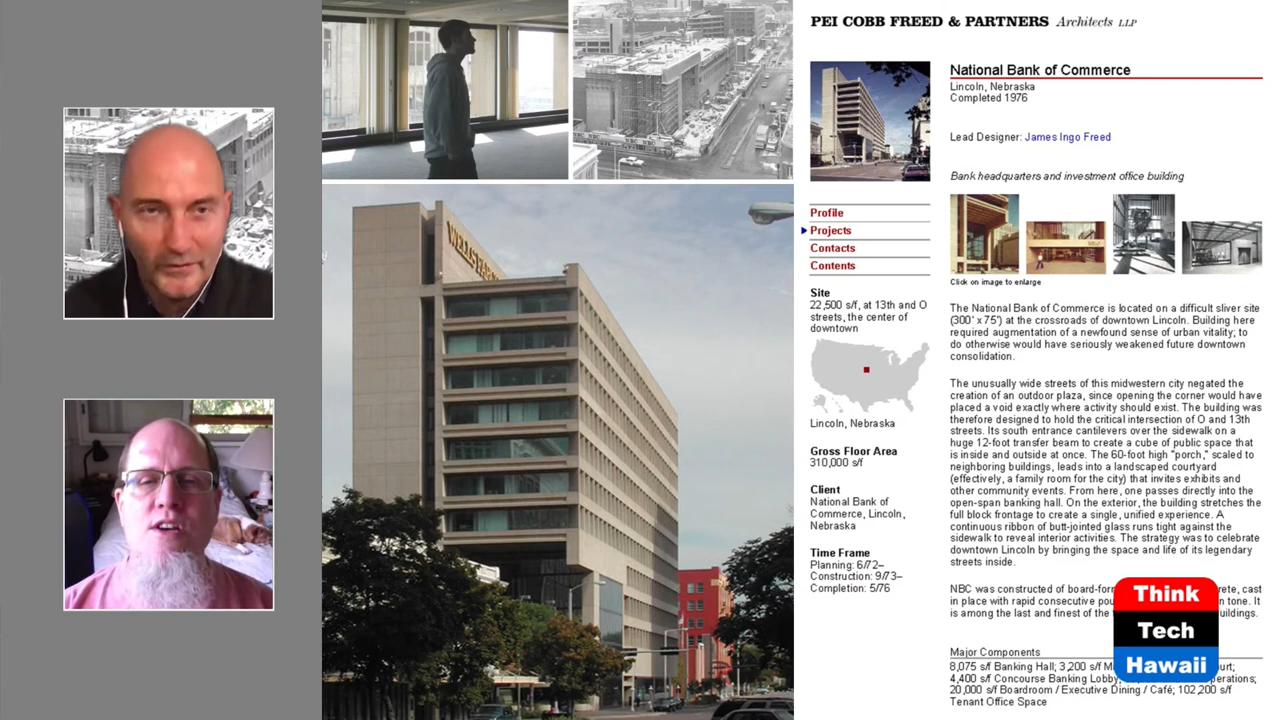 WELLS FARGO
PEI COBB FREED & PARTNERS Architects LLP
National Bank of Commerce
Lincoln, Nebraska
Completed 1976
Lead Designer: James Ingo Freed
Bank headquarters and investment office building
Click on image to enlarge
Profile
Projects
Contacts
Contents
Site
22,500 s/f, at 13th and O
streets, the center of
downtown
Lincoln, Nebraska
Gross Floor Area
310,000 s/f
Client
National Bank of
Commerce, Lincoln,
Nebraska
Time Frame
Planning: 6/72–
Construction: 9/73–
Completion: 5/76
The National Bank of Commerce is located on a difficult sliver site
(300' x 75') at the crossroads of downtown Lincoln. Building here
required augmentation of a newfound sense of urban vitality; to
do otherwise would have seriously weakened future downtown
consolidation.
The unusually wide streets of this midwestern city negated the
creation of an outdoor plaza, since opening the corner would have
placed a void exactly where activity should exist. The building was
therefore designed to hold the critical intersection of O and 13th
streets. Its south entrance cantilevers over the sidewalk on a
huge 12-foot transfer beam to create a cube of public space that
is inside and outside at once. The 60-foot high "porch," scaled to
neighboring buildings, leads into a landscaped courtyard
(effectively, a family room for the city) that invites exhibits and
other community events. From here, one passes directly into the
open-span banking hall. On the exterior, the building stretches the
full block frontage to create a single, unified experience. A
continuous ribbon of butt-jointed glass runs tight against the
sidewalk to reveal interior activities. The strategy was to celebrate
downtown Lincoln by bringing the space and life of its legendary
streets inside.
NBC was constructed of cast
in place with rapid consecutive tone. It
is among the last and finest of the
Major Components
8,075 s/f Banking Hall; 3,200 s/f
4,400 s/f Concourse Banking Lobby,
20,000 s/f Boardroom / Executive Dining / Café; 102,200 s/f
Tenant Office Space
Think
Tech
Hawaii